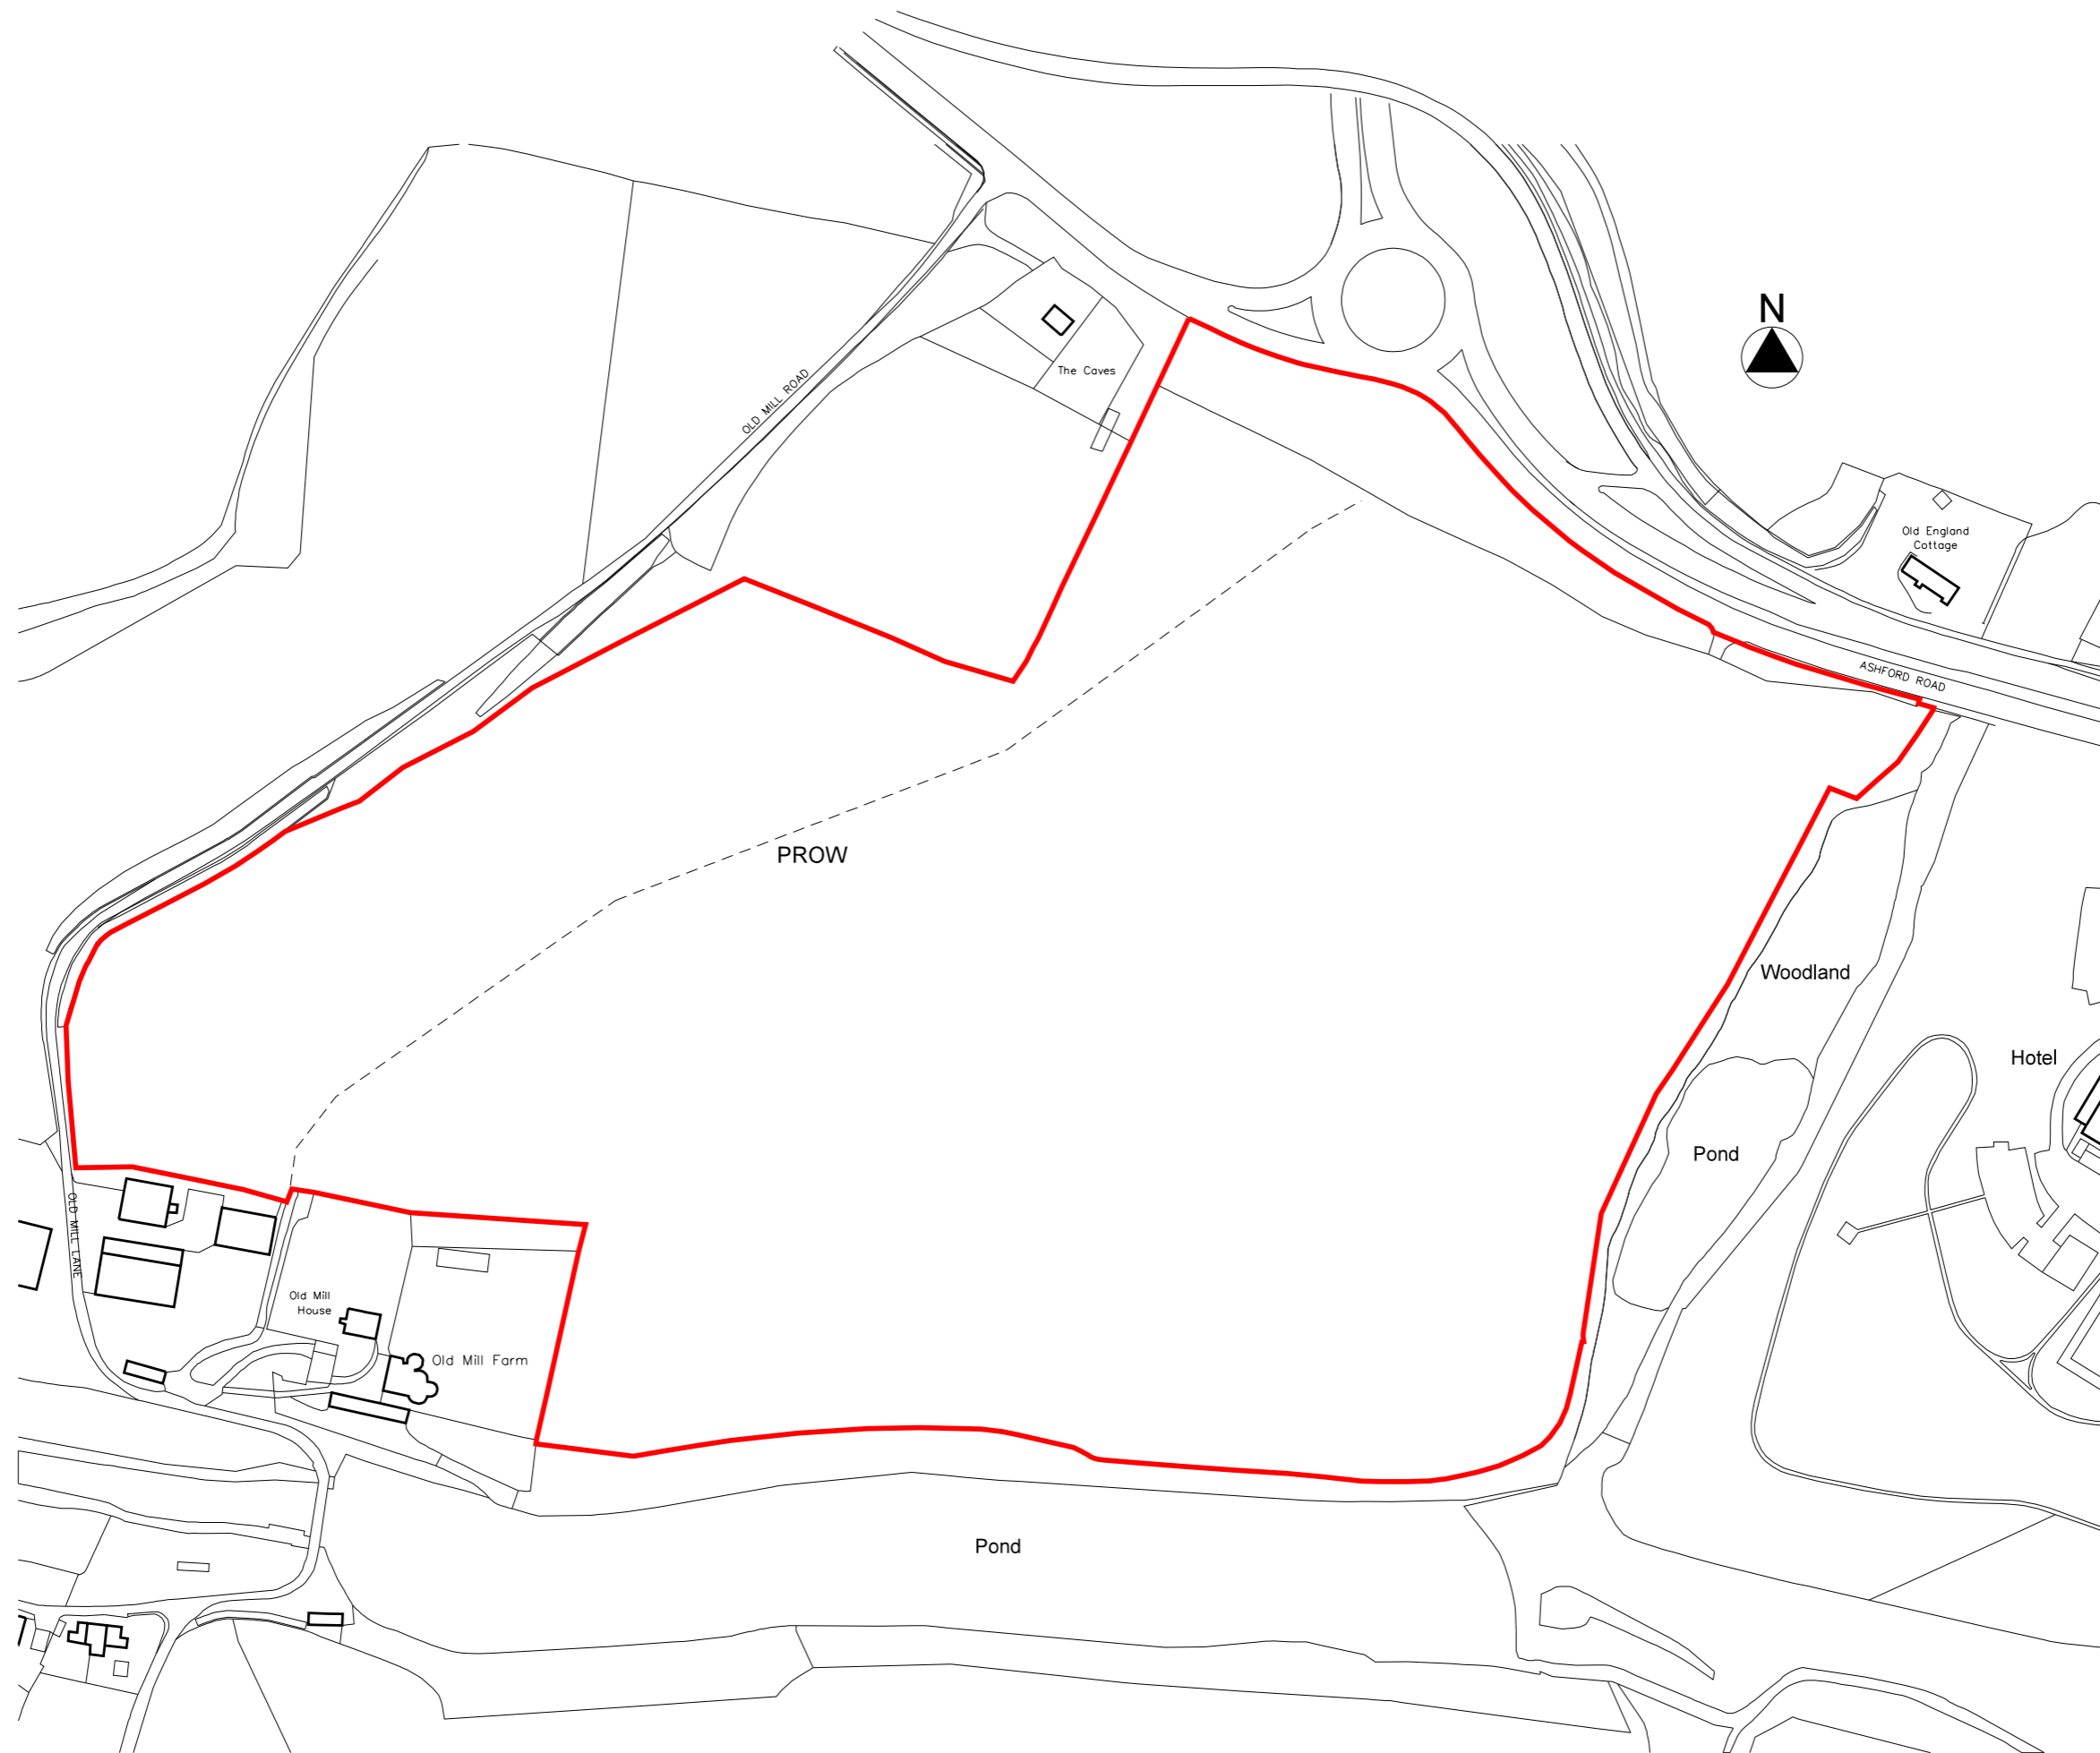 N
OLD MILL ROAD
The Caves
Old England
Cottage
ASHFORD ROAD
PROW
Woodland
Hotel
Pond
OLD MILL LANE
Old Mill
House
Old Mill Farm
Pond